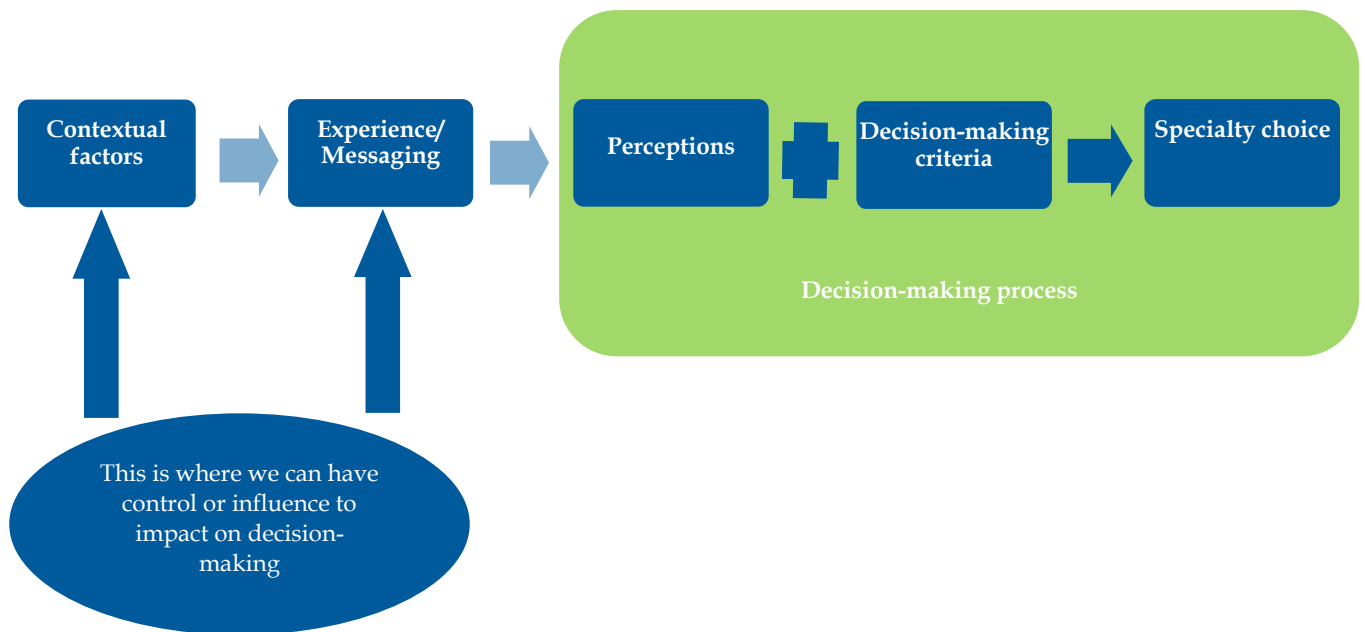 Contextual
factors
Experience/
Messaging
Perceptions
Decision-making
criteria
Specialty choice
Decision-making process
This is where we can have
control or influence to
impact on decision-
making